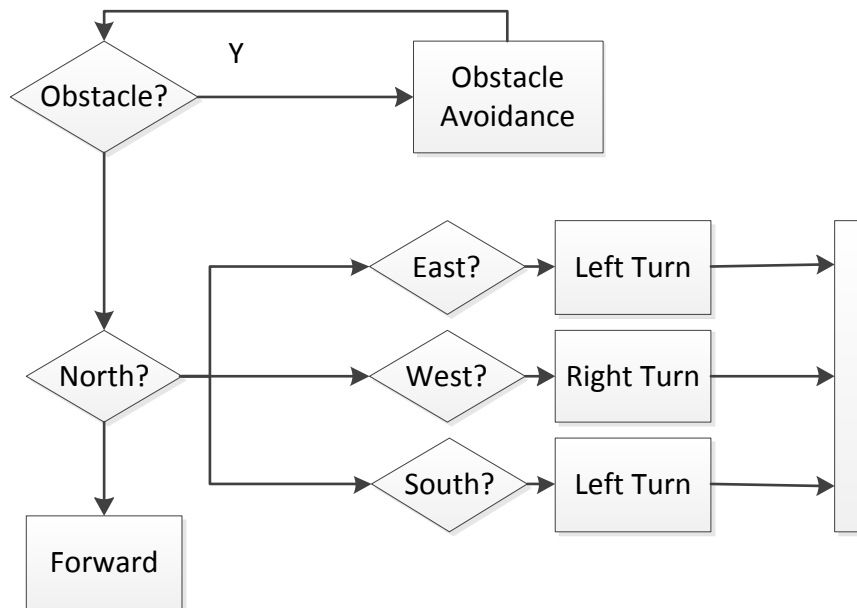 Y
Obstacle?
Obstacle
Avoidance
East?
Left Turn
North?
West?
Right Turn
South?
Left Turn
Forward